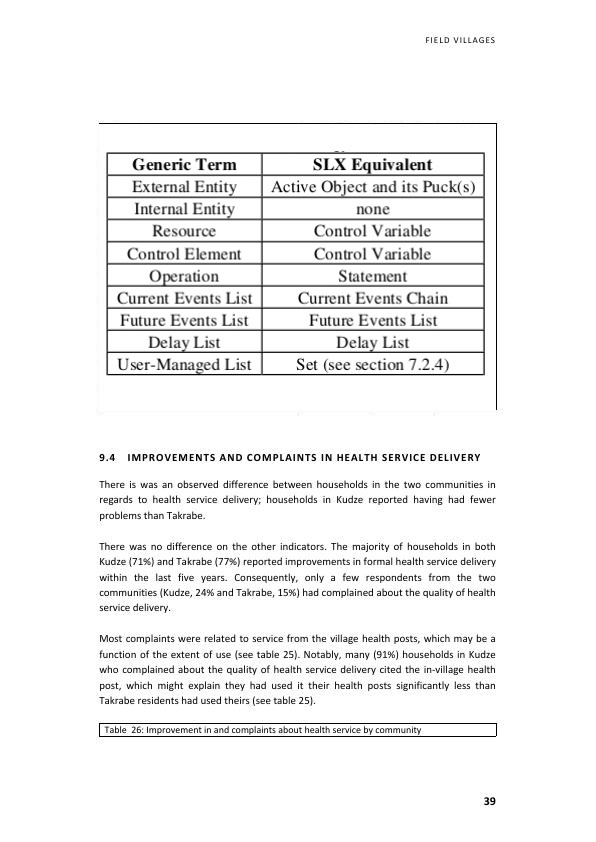 FIELD VILLAGES
Generic Term SLX Equivalent
External Entity Active Object and its Puck(s)
Internal Entity none
Resource Control Variable
Control Element Control Variable
Operation Statement
Current Events List Current Events Chain
Future Events List Future Events List
Delay List Delay List
User-Managed List Set (see section 7.2.4)
9.4 IMPROVEMENTS AND COMPLAINTS IN HEALTH SERVICE DELIVERY
There is was an observed difference between households in the two communities in
regards to health service delivery; households in Kudze reported having had fewer
problems than Takrabe.
There was no difference on the other indicators. The majority of households in both
Kudze (71%) and Takrabe (77%) reported improvements in formal health service delivery
within the last five years. Consequently, only a few respondents from the two
communities (Kudze, 24% and Takrabe, 15%) had complained about the quality of health
service delivery.
Most complaints were related to service from the village health posts, which may be a
function of the extent of use (see table 25). Notably, many (91%) households in Kudze
who complained about the quality of health service delivery cited the in-village health
post, which might explain they had used it their health posts significantly less than
Takrabe residents had used theirs (see table 25).
Table 26: Improvement in and complaints about health service by community
39